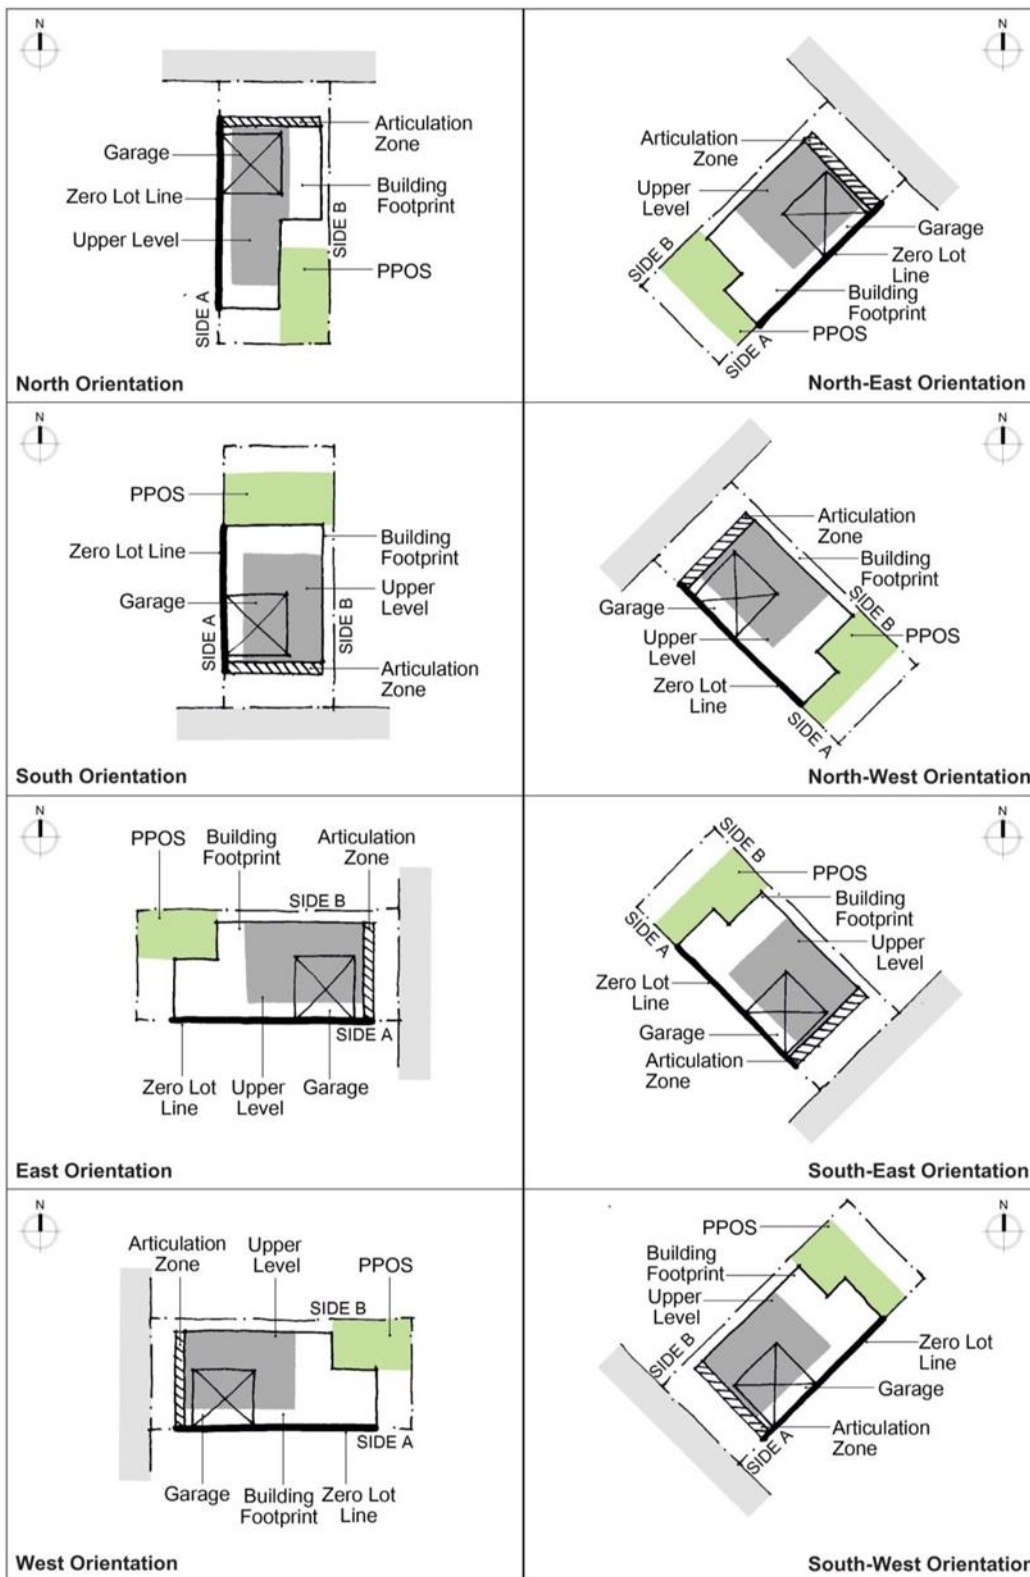 N
Garage
Zero Lot Line
Upper Level
Articulation
Zone
Building
Footprint
PPOS
SIDE A
SIDE B
North Orientation
N
Articulation
Zone
Upper
Level
SIDE B
Garage
Zero Lot
Line
Building
Footprint
PPOS
SIDE A
North-East Orientation
N
PPOS
Zero Lot Line
Garage
SIDE A
Building
Footprint
Upper
Level
SIDE B
Articulation
Zone
South Orientation
N
Articulation
Zone
Building
Footprint
SIDE B
PPOS
Garage
Upper
Level
Zero Lot
Line
SIDE A
North-West Orientation
N
PPOS
Building
Footprint
Articulation
Zone
SIDE B
SIDE A
Zero Lot
Line
Upper
Level
Garage
East Orientation
N
SIDE B
PPOS
Building
Footprint
Upper
Level
SIDE A
Zero Lot
Line
Garage
Articulation
Zone
South-East Orientation
N
Articulation
Zone
Upper
Level
PPOS
SIDE B
SIDE A
Garage
Building
Footprint
Zero Lot
Line
West Orientation
N
PPOS
Building
Footprint
Upper
Level
SIDE B
Zero Lot
Line
Garage
Articulation
Zone
SIDE A
South-West Orientation